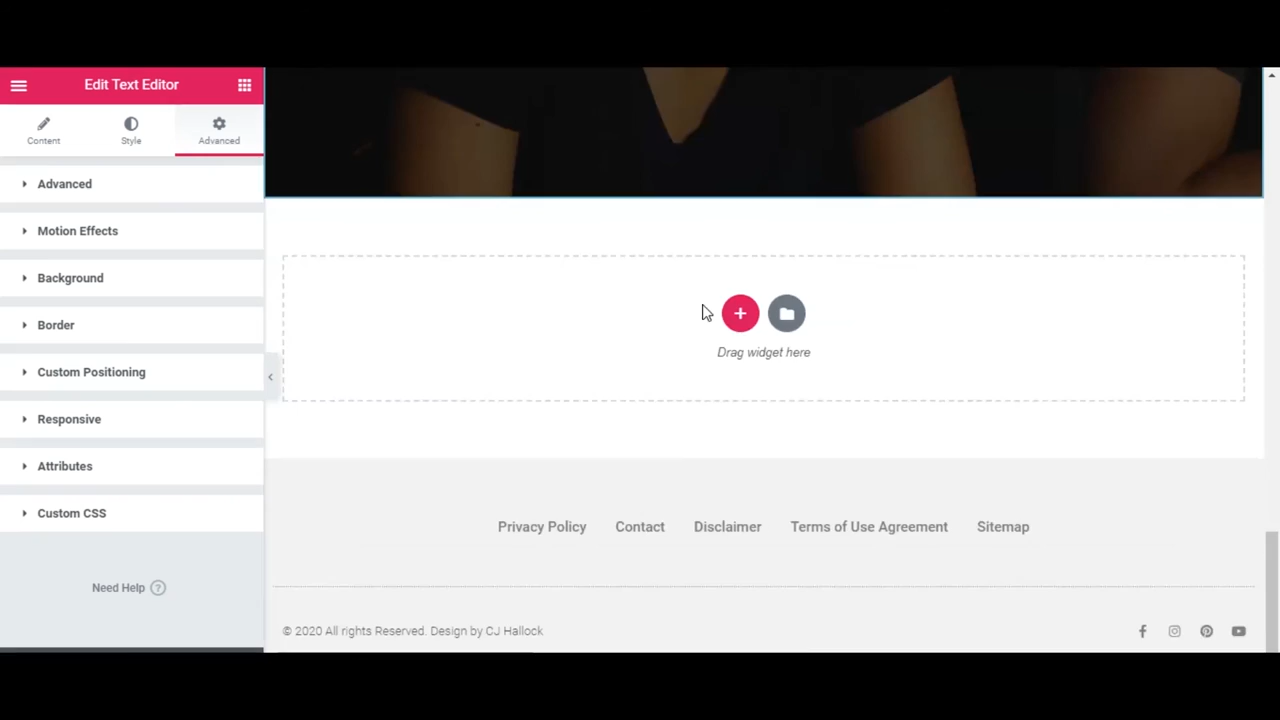 Edit Text Editor
Content Style Advanced
Advanced
Motion Effects
Background
Border
Custom Positioning
Responsive
Attributes
Custom CSS
Need Help ?
Drag widget here
Privacy Policy Contact Disclaimer Terms of Use Agreement Sitemap
© 2020 All rights Reserved. Design by CJ Hallock